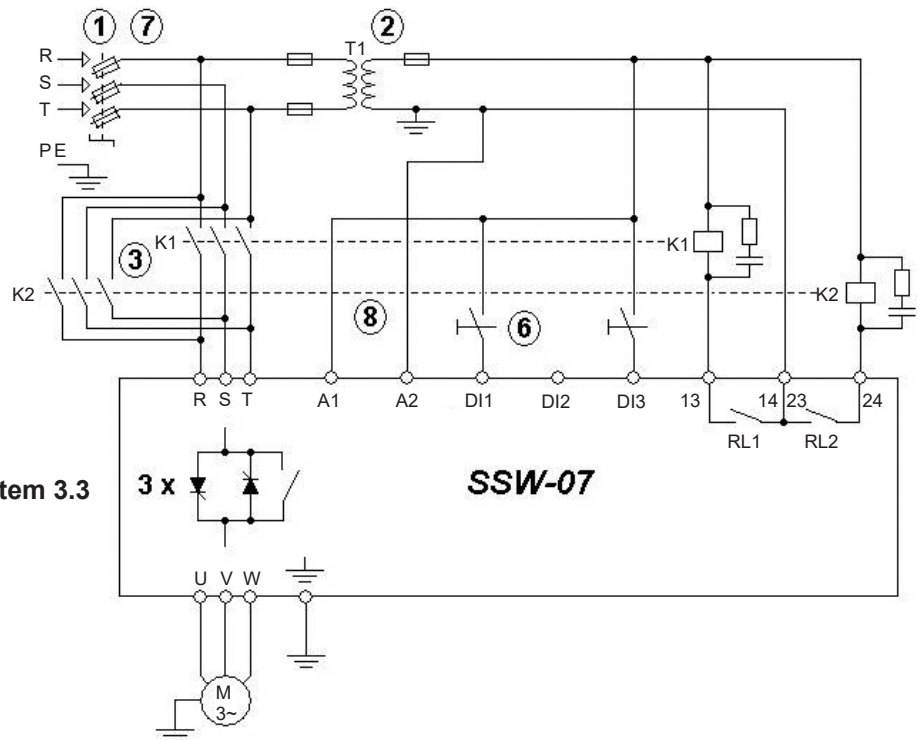 1 7 2
T1
R
S
T
PE
K1 K1
3
K2 K2
8 6
R S T A1 A2 DI1 DI2 DI3 13 14 23 24
RL1 RL2
tem 3.3 3 x SSW-07
U V W
M
3~